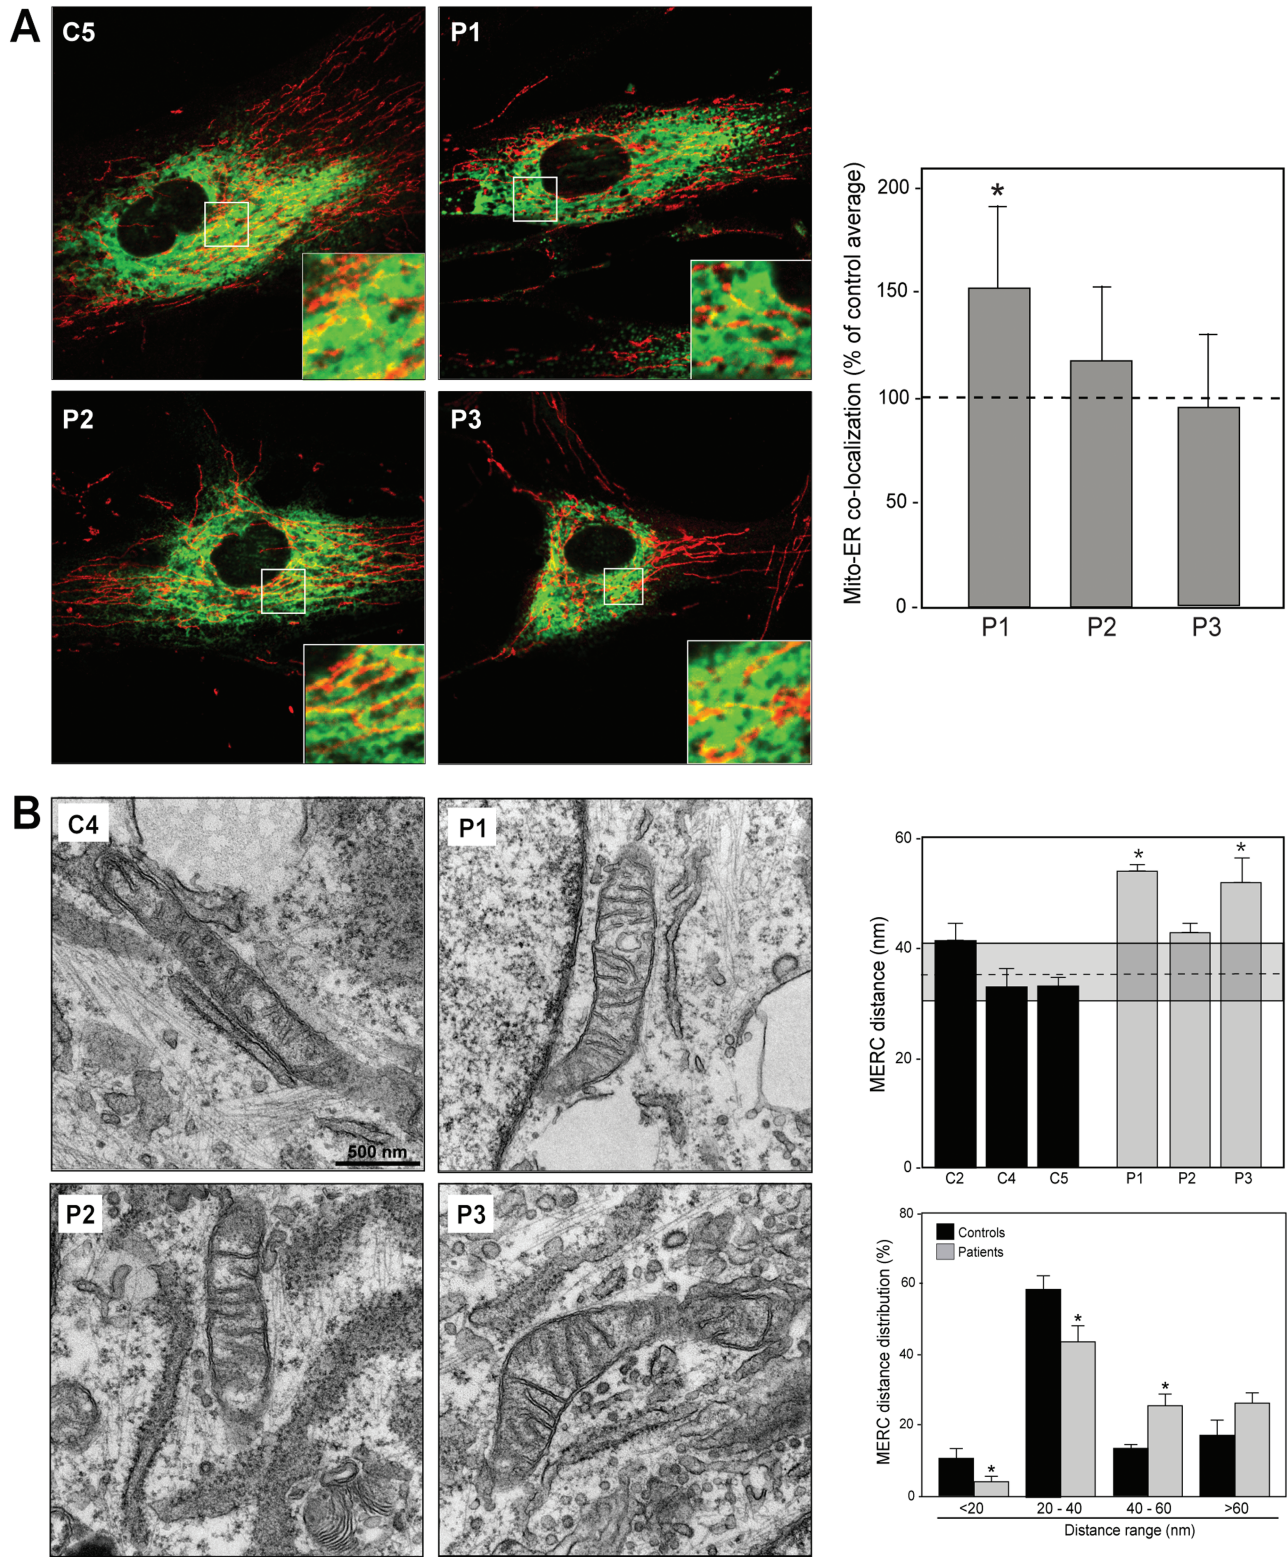 A
C5
P1
P2
P3
Mito-ER co-localization (% of control average)
200
150
100
50
0
*
P1
P2
P3
B
C4
500 nm
P1
P2
P3
MERC distance (nm)
60
40
20
0
*
*
C2
C4
C5
P1
P2
P3
MERC distance distribution (%)
80
60
40
20
0
Controls
Patients
*
*
*
<20
20 - 40
40 - 60
>60
Distance range (nm)